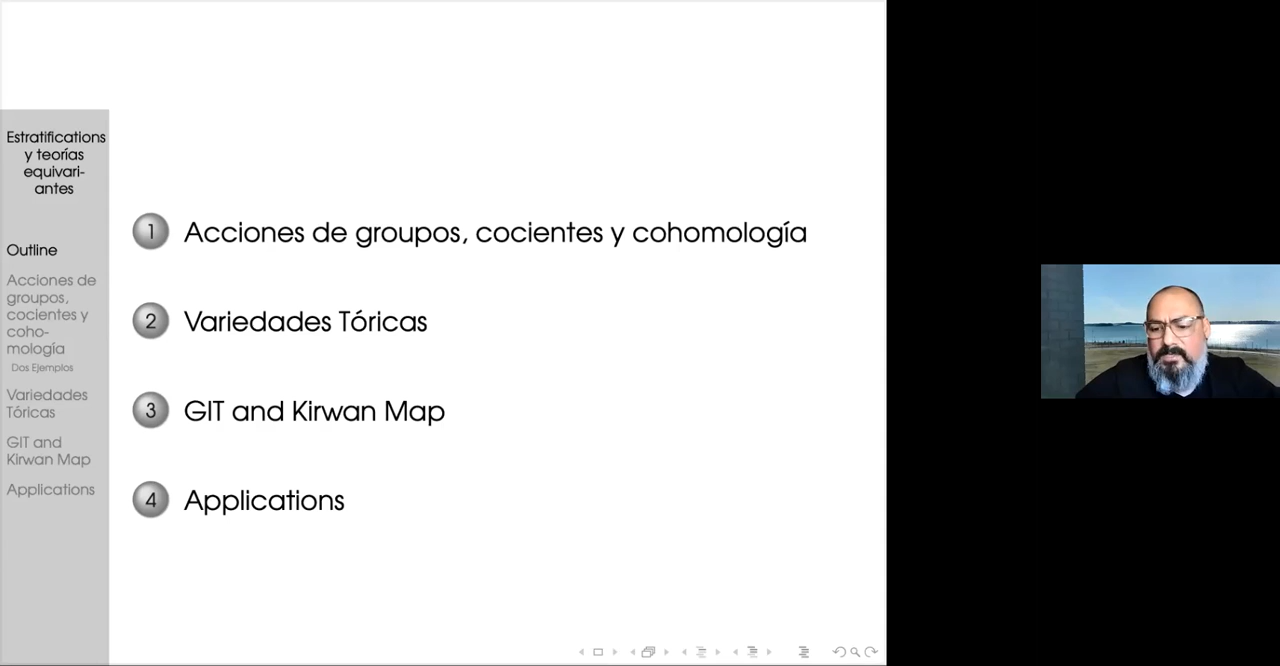 Estratifications
y teorías
equivari-
antes
Outline
Acciones de
groupos,
cocientes y
coho-
mología
Dos Ejemplos
Variedades
Tóricas
GIT and
Kirwan Map
Applications
1 Acciones de groupos, cocientes y cohomología
2 Variedades Tóricas
3 GIT and Kirwan Map
4 Applications